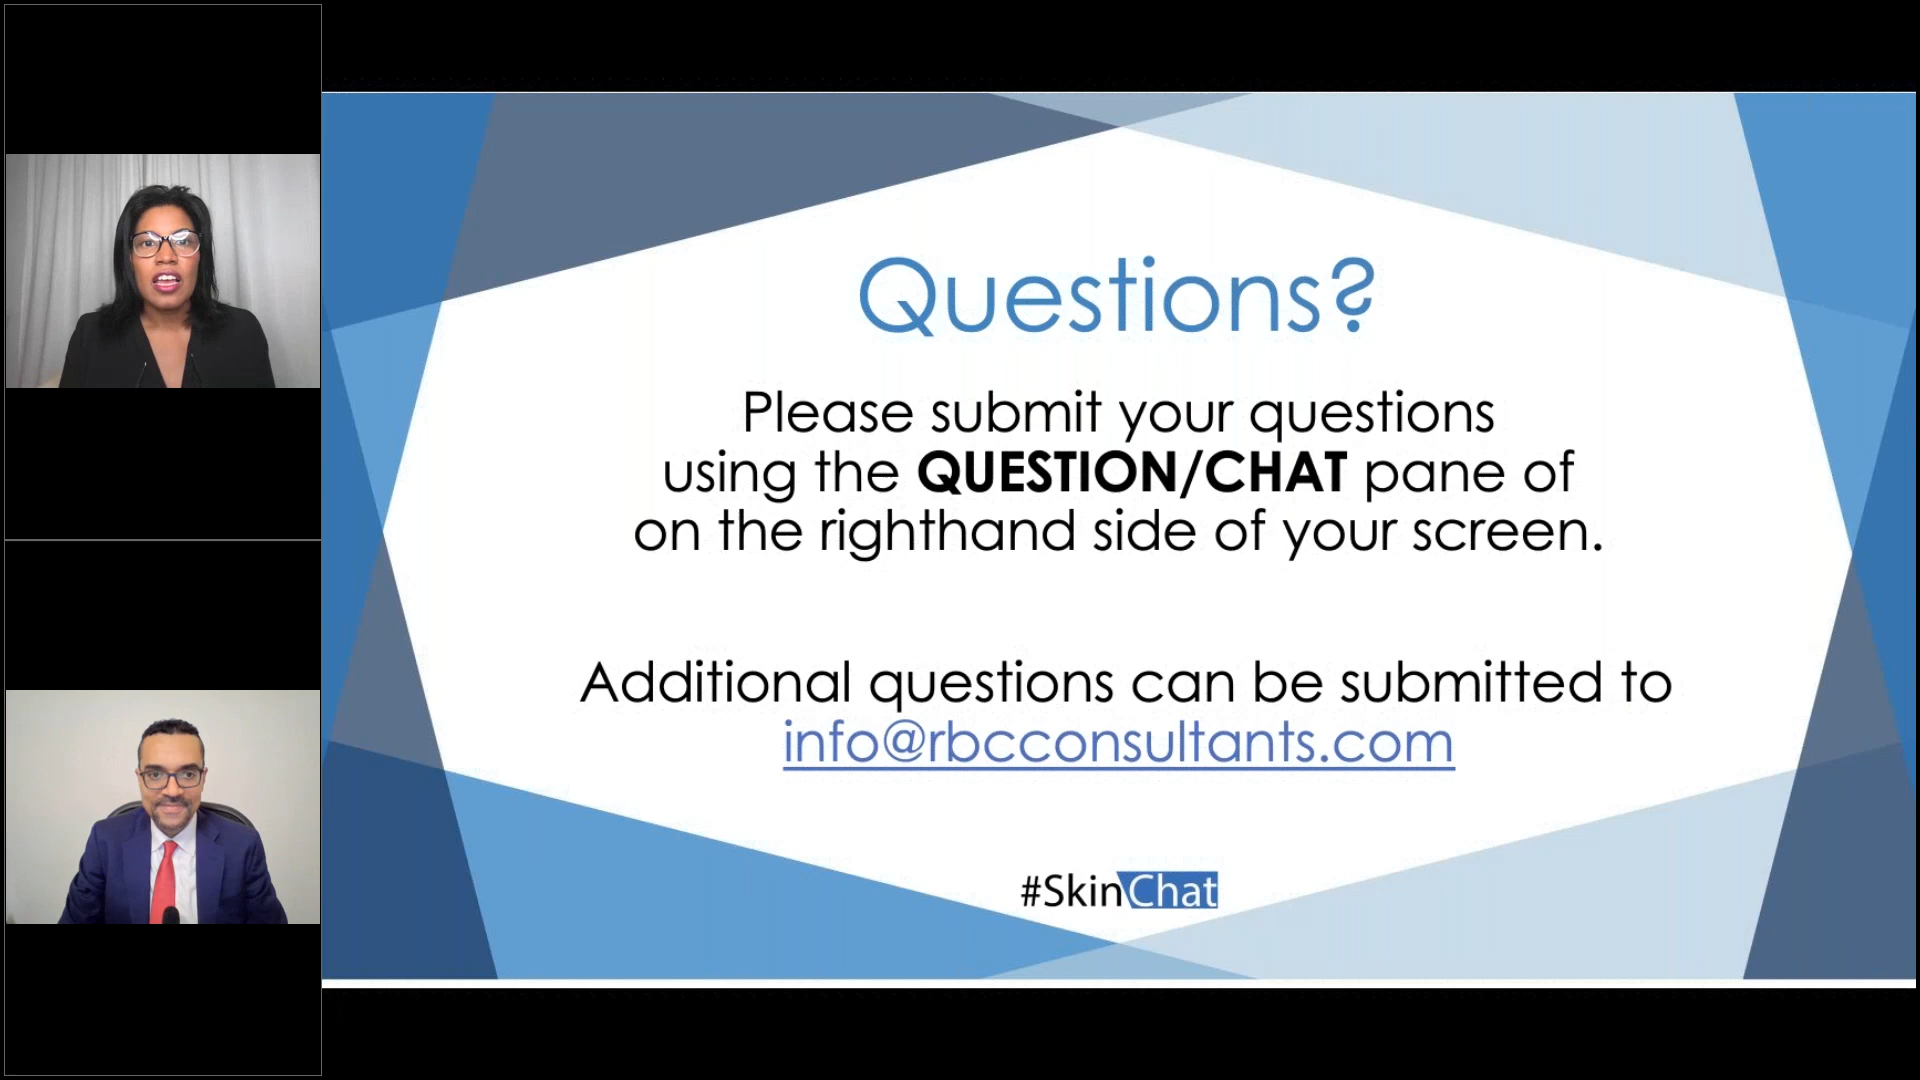 Questions?
Please submit your questions
using the QUESTION/CHAT pane of
on the righthand side of your screen.
Additional questions can be submitted to
info@rbcconsultants.com
#SkinChat